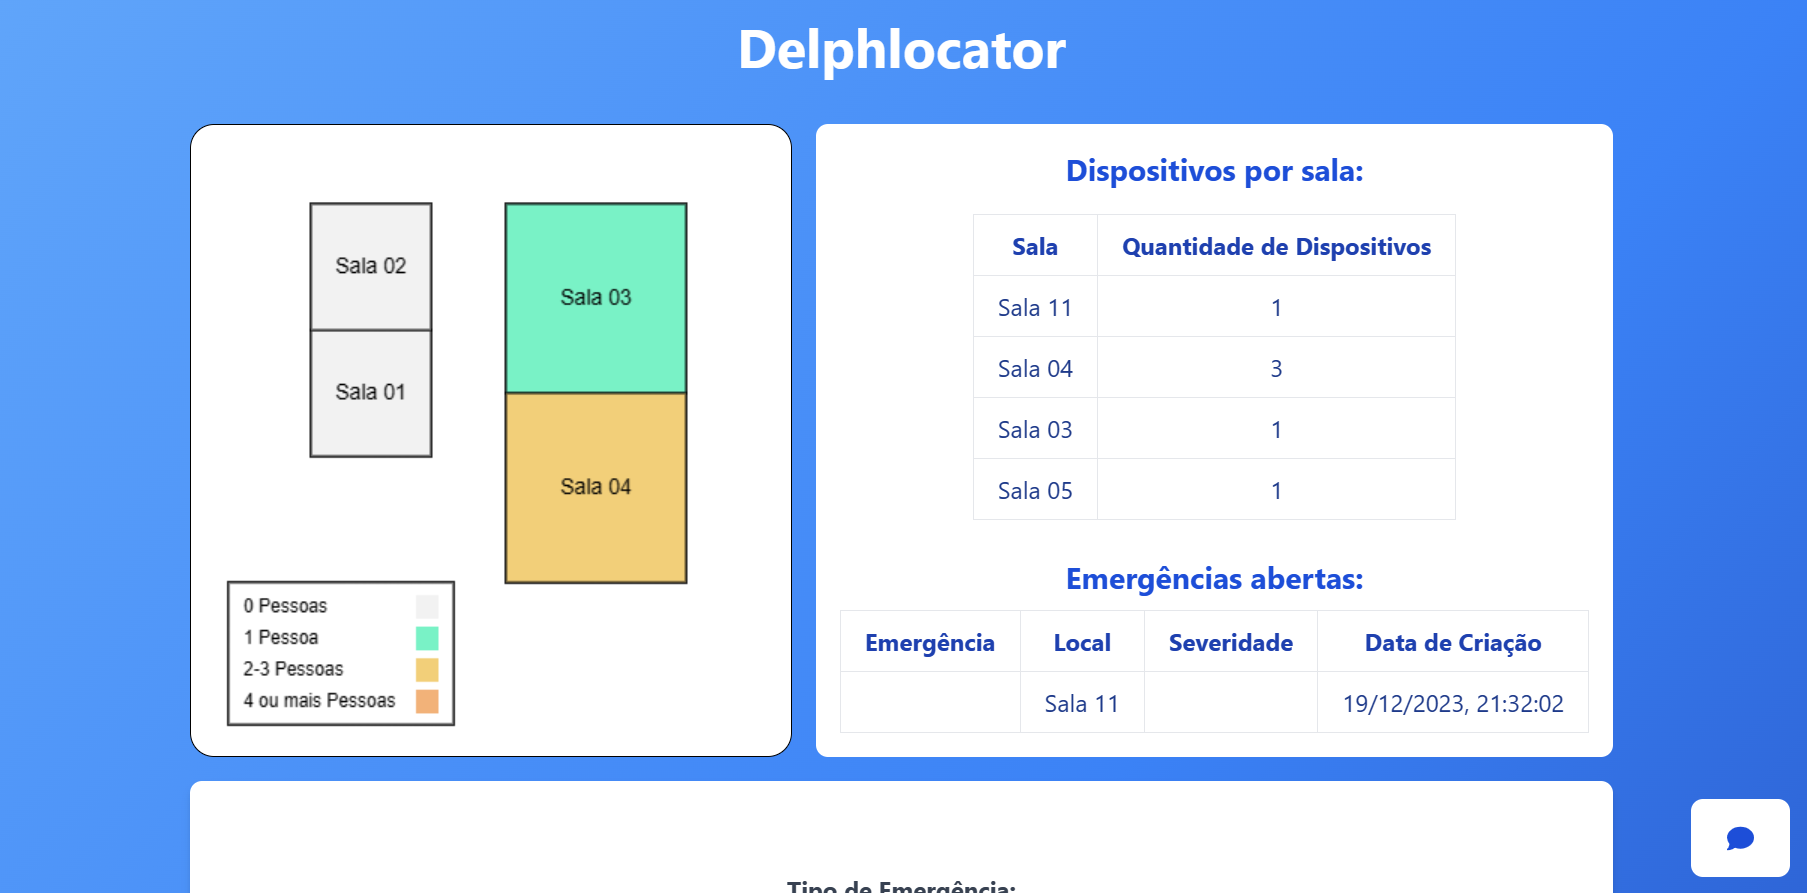 Delphlocator
Sala 02
Sala 01
Sala 03
Sala 04
0 Pessoas
1 Pessoa
2-3 Pessoas
4 ou mais Pessoas
Dispositivos por sala:
Sala Quantidade de Dispositivos
Sala 11 1
Sala 04 3
Sala 03 1
Sala 05 1
Emergências abertas:
Emergência Local Severidade Data de Criação
Sala 11 19/12/2023, 21:32:02
Tipo de Emergência: